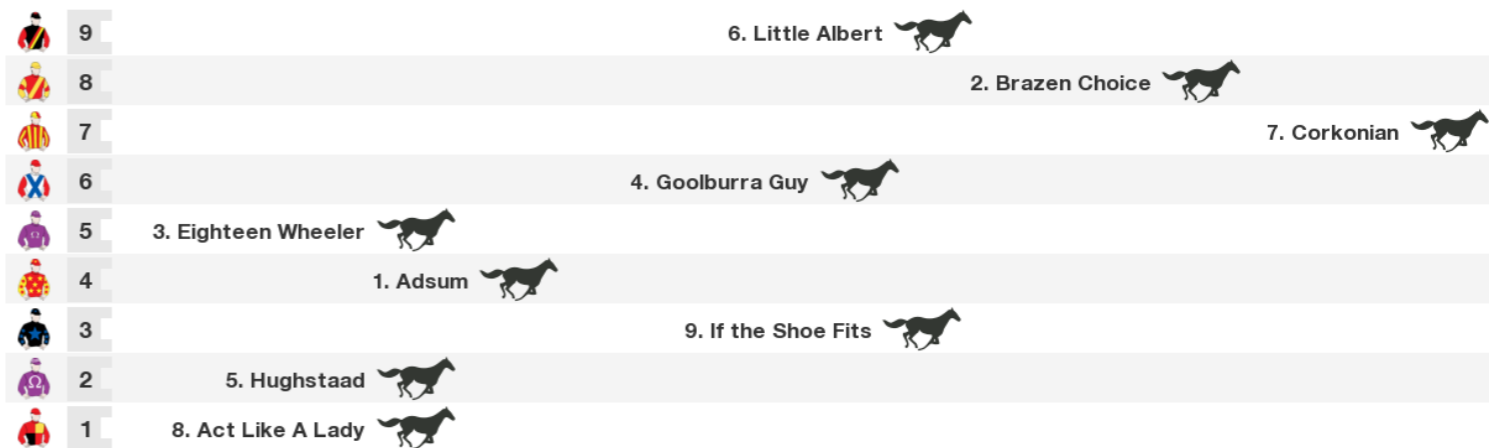 9 6. Little Albert
8 2. Brazen Choice
7 7. Corkonian
6 4. Goolburra Guy
5 3. Eighteen Wheeler
4 1. Adsum
3 9. If the Shoe Fits
2 5. Hughstaad
1 8. Act Like A Lady